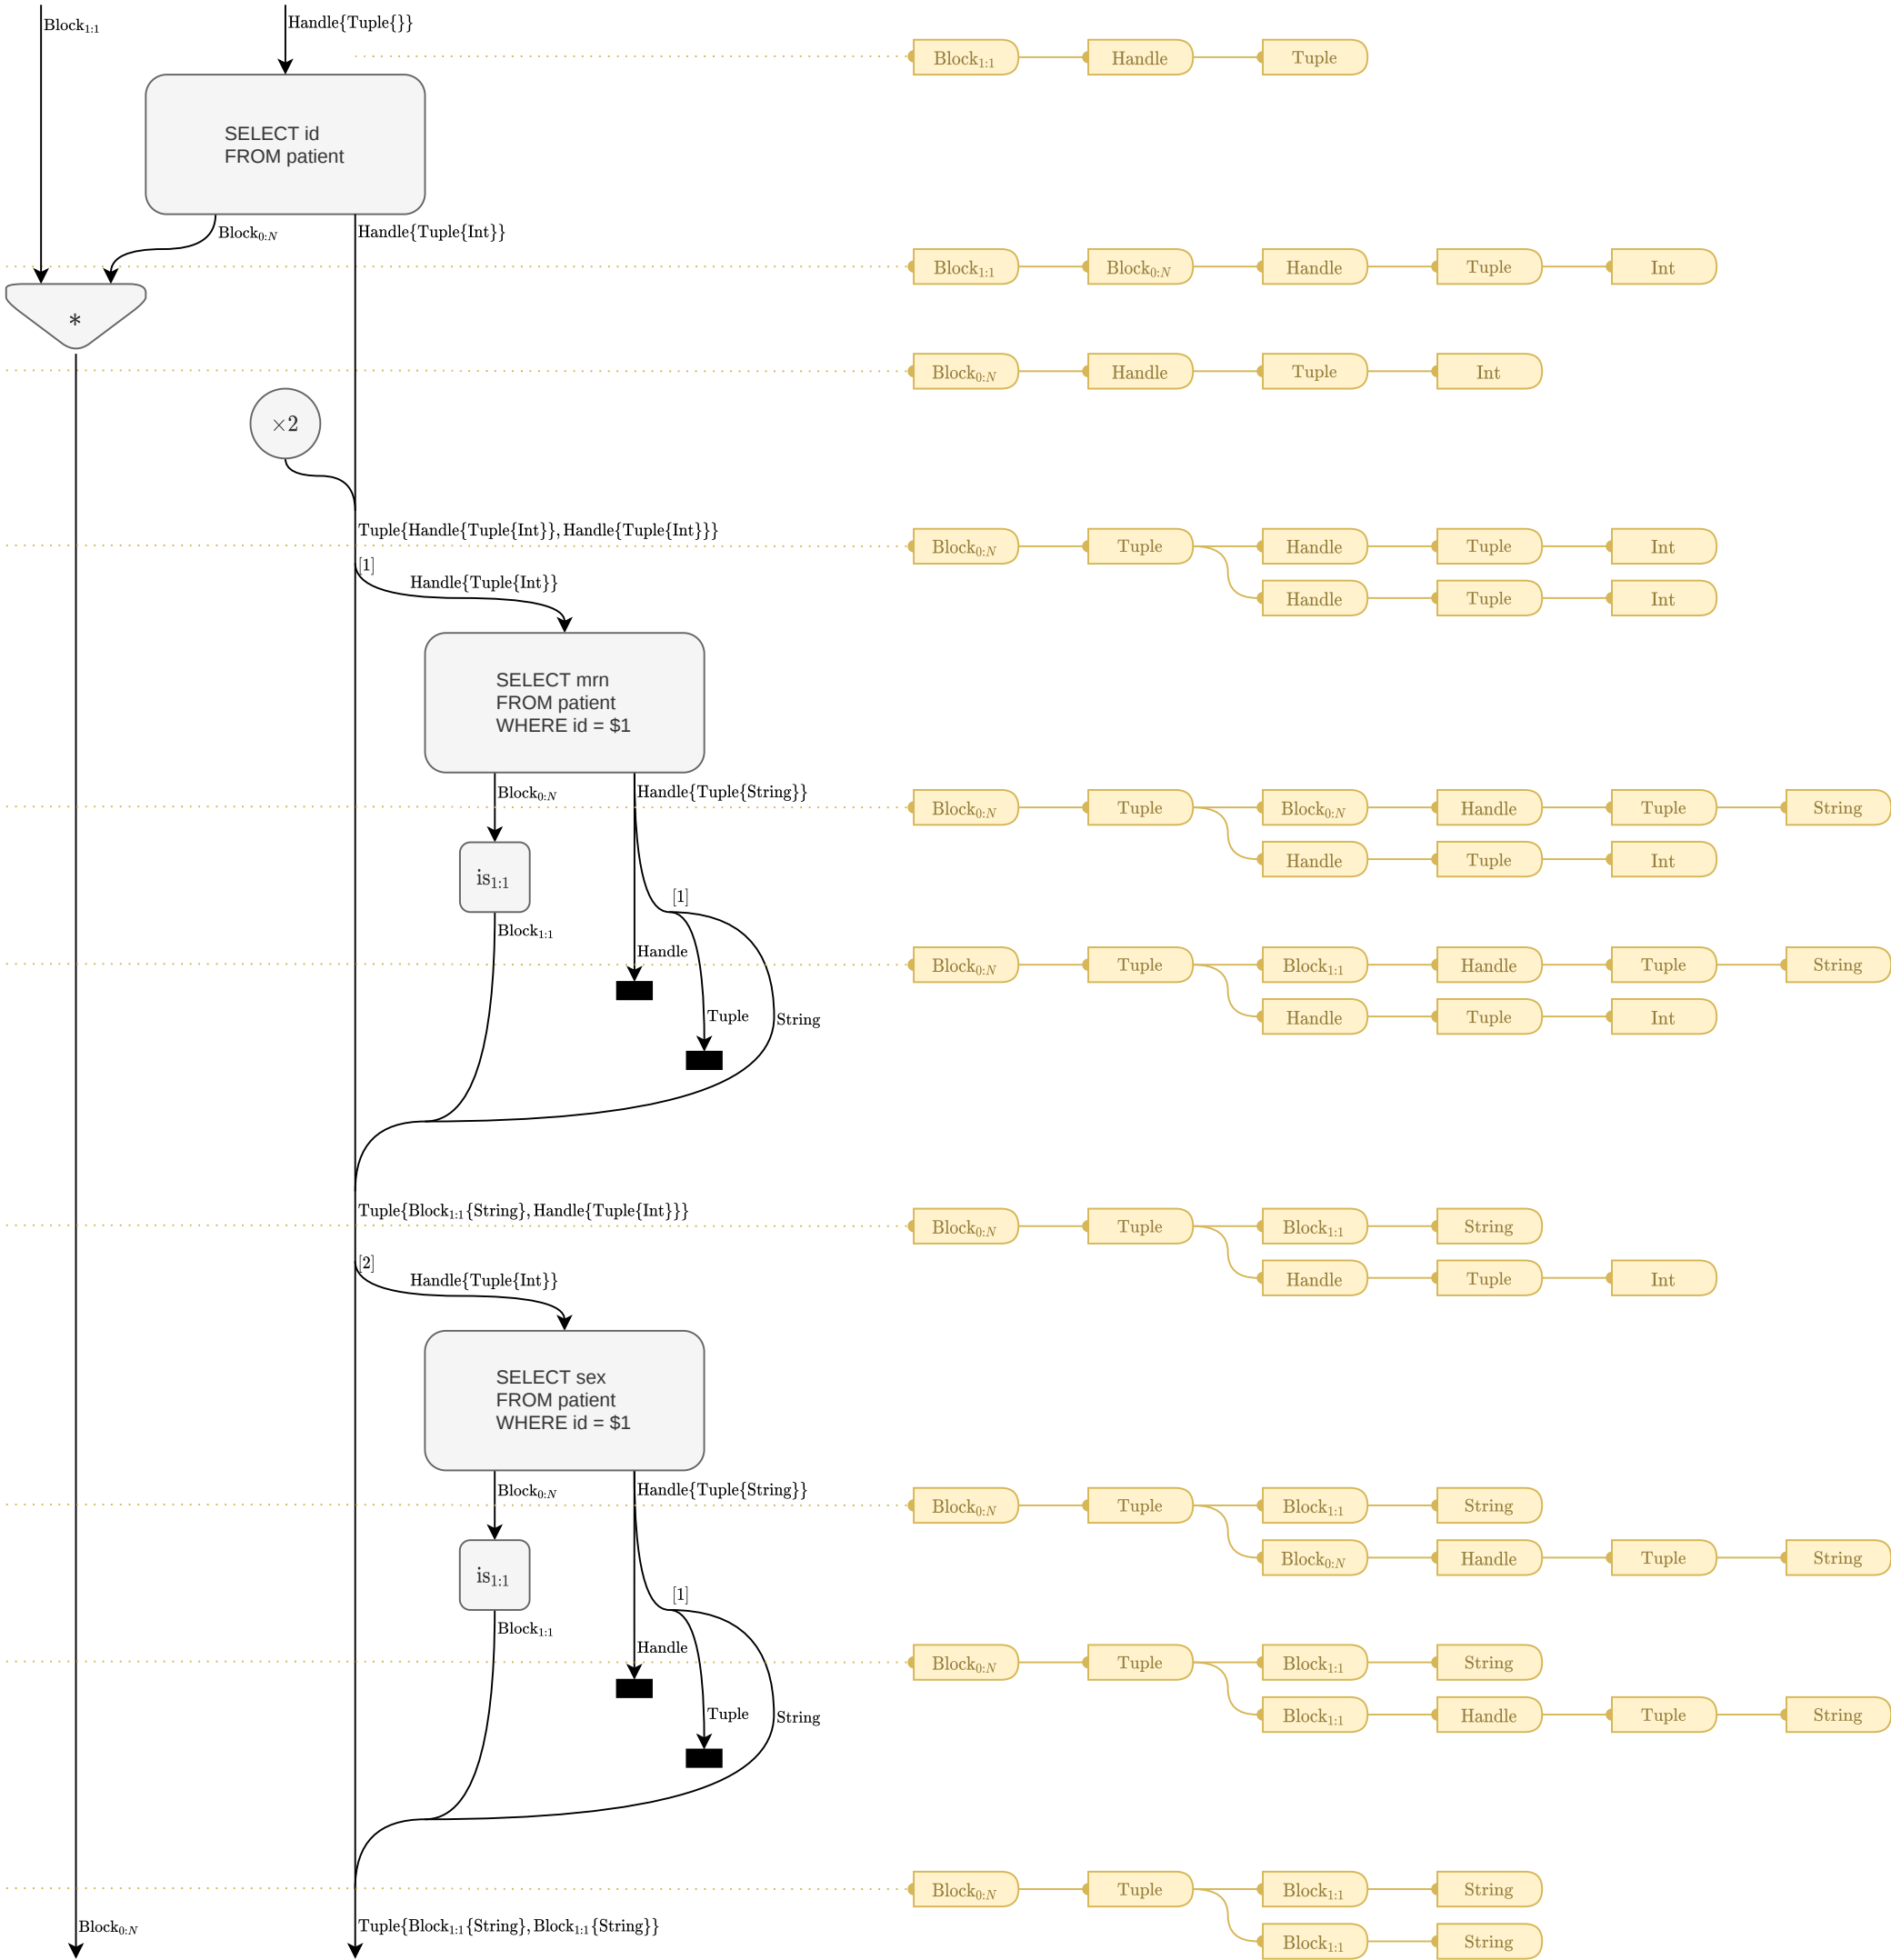 Block1:1
Handle{Tuple{}}
Block1:1 Handle Tuple
SELECT id
FROM patient
Block0:N
Handle{Tuple{Int}}
Block1:1 Block0:N Handle Tuple Int
*
Block0:N Handle Tuple Int
×2
Tuple{Handle{Tuple{Int}}, Handle{Tuple{Int}}}
Block0:N Tuple Handle Tuple Int
[1]
Handle{Tuple{Int}}
Handle Tuple Int
SELECT mrn
FROM patient
WHERE id = $1
Block0:N
Handle{Tuple{String}}
Block0:N Tuple Block0:N Handle Tuple String
Handle Tuple Int
is1:1
[1]
Block1:1
Handle
Block0:N Tuple Block1:1 Handle Tuple String
Handle Tuple Int
Tuple
String
Tuple{Block1:1{String}, Handle{Tuple{Int}}}
Block0:N Tuple Block1:1 String
[2]
Handle{Tuple{Int}}
Handle Tuple Int
SELECT sex
FROM patient
WHERE id = $1
Block0:N
Handle{Tuple{String}}
Block0:N Tuple Block1:1 String
Block0:N Handle Tuple String
is1:1
[1]
Block1:1
Handle
Block0:N Tuple Block1:1 String
Block1:1 Handle Tuple String
Tuple
String
Block0:N Tuple Block1:1 String
Block0:N
Tuple{Block1:1{String}, Block1:1{String}}
Block1:1 String